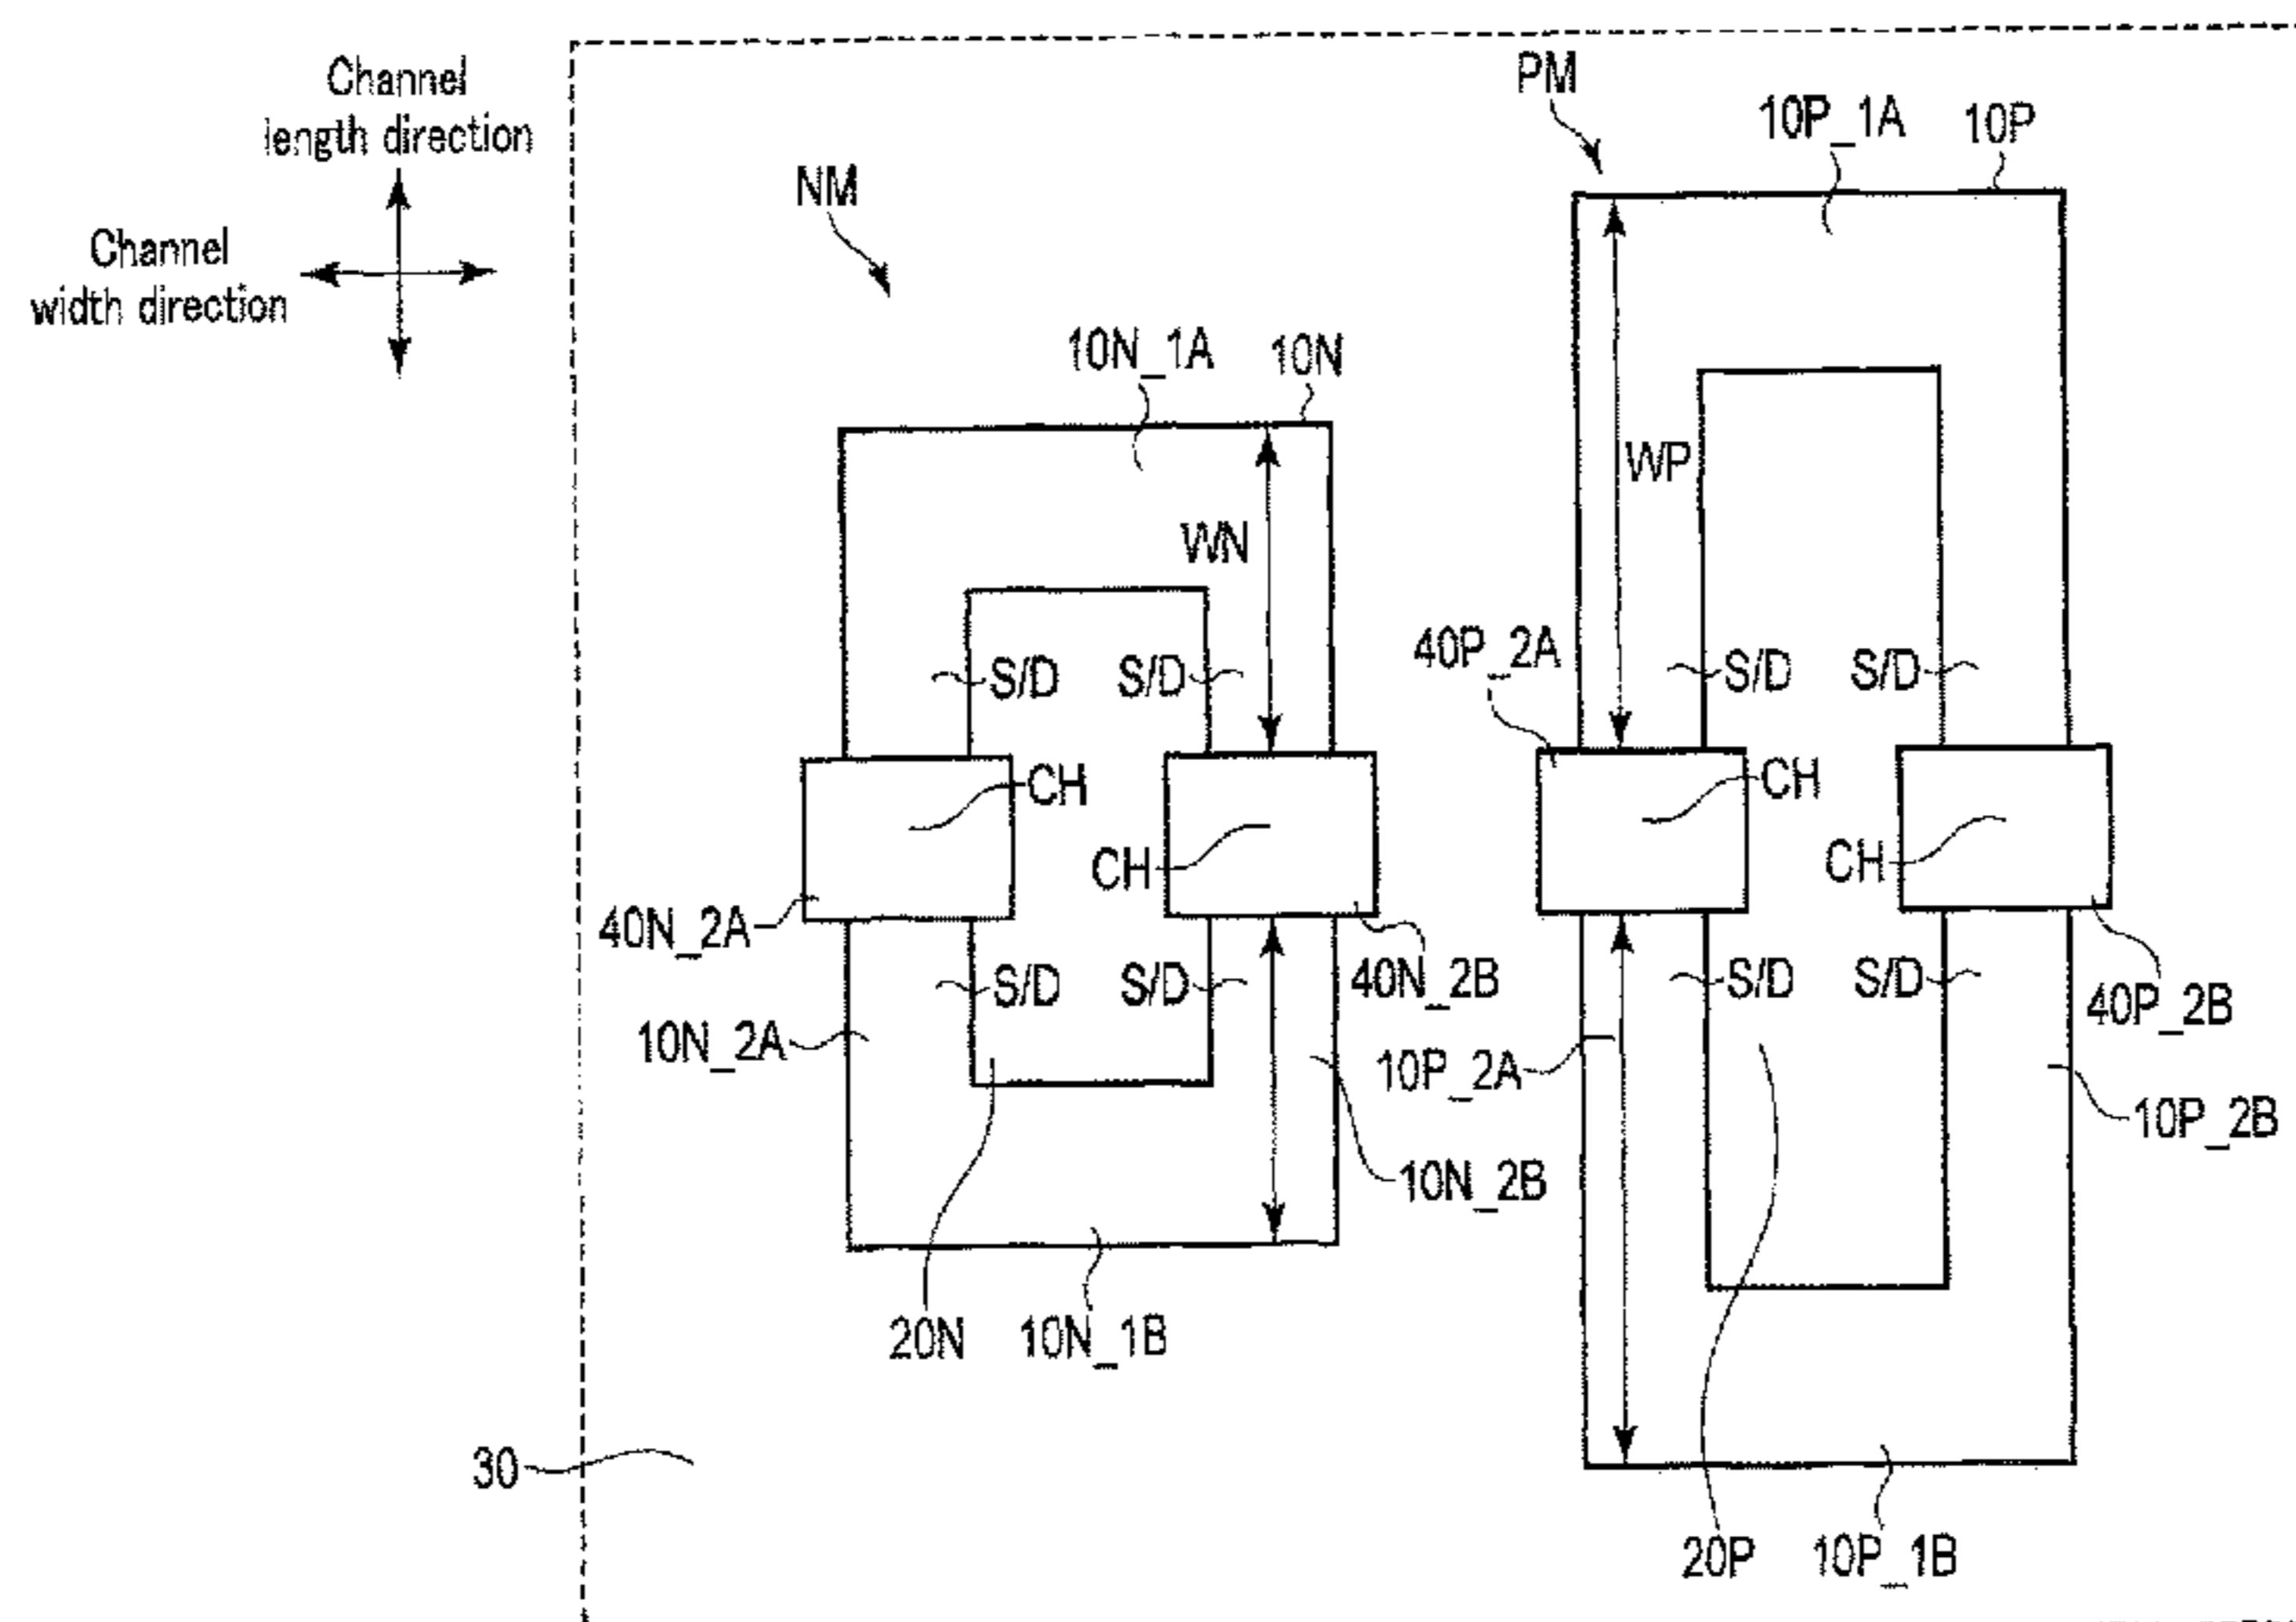 Channel
length direction
Channel
width direction
PM
10P_1A
10P
NM
10N_1A
10N
WP
WN
40P_2A
S/D
S/D
S/D
S/D
CH
CH
CH
CH
40N_2A
S/D
S/D
40N_2B
S/D
S/D
40P_2B
10N_2A
10P_2A
10P_2B
10N_2B
20N
10N_1B
30
20P
10P_1B